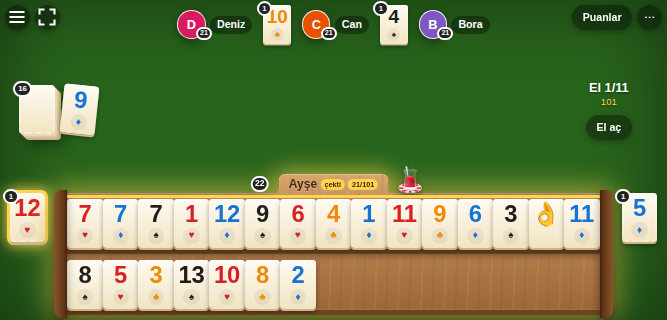 D
21
Deniz
1
10
C
21
Can
1
4
B
21
Bora
Puanlar
...
16
9
El 1/11
101
El aç
22
Ayşe
çekti
21/101
1
12
7 7 7 1 12 9 6 4 1 11 9 6 3 11
1
5
8 5 3 13 10 8 2